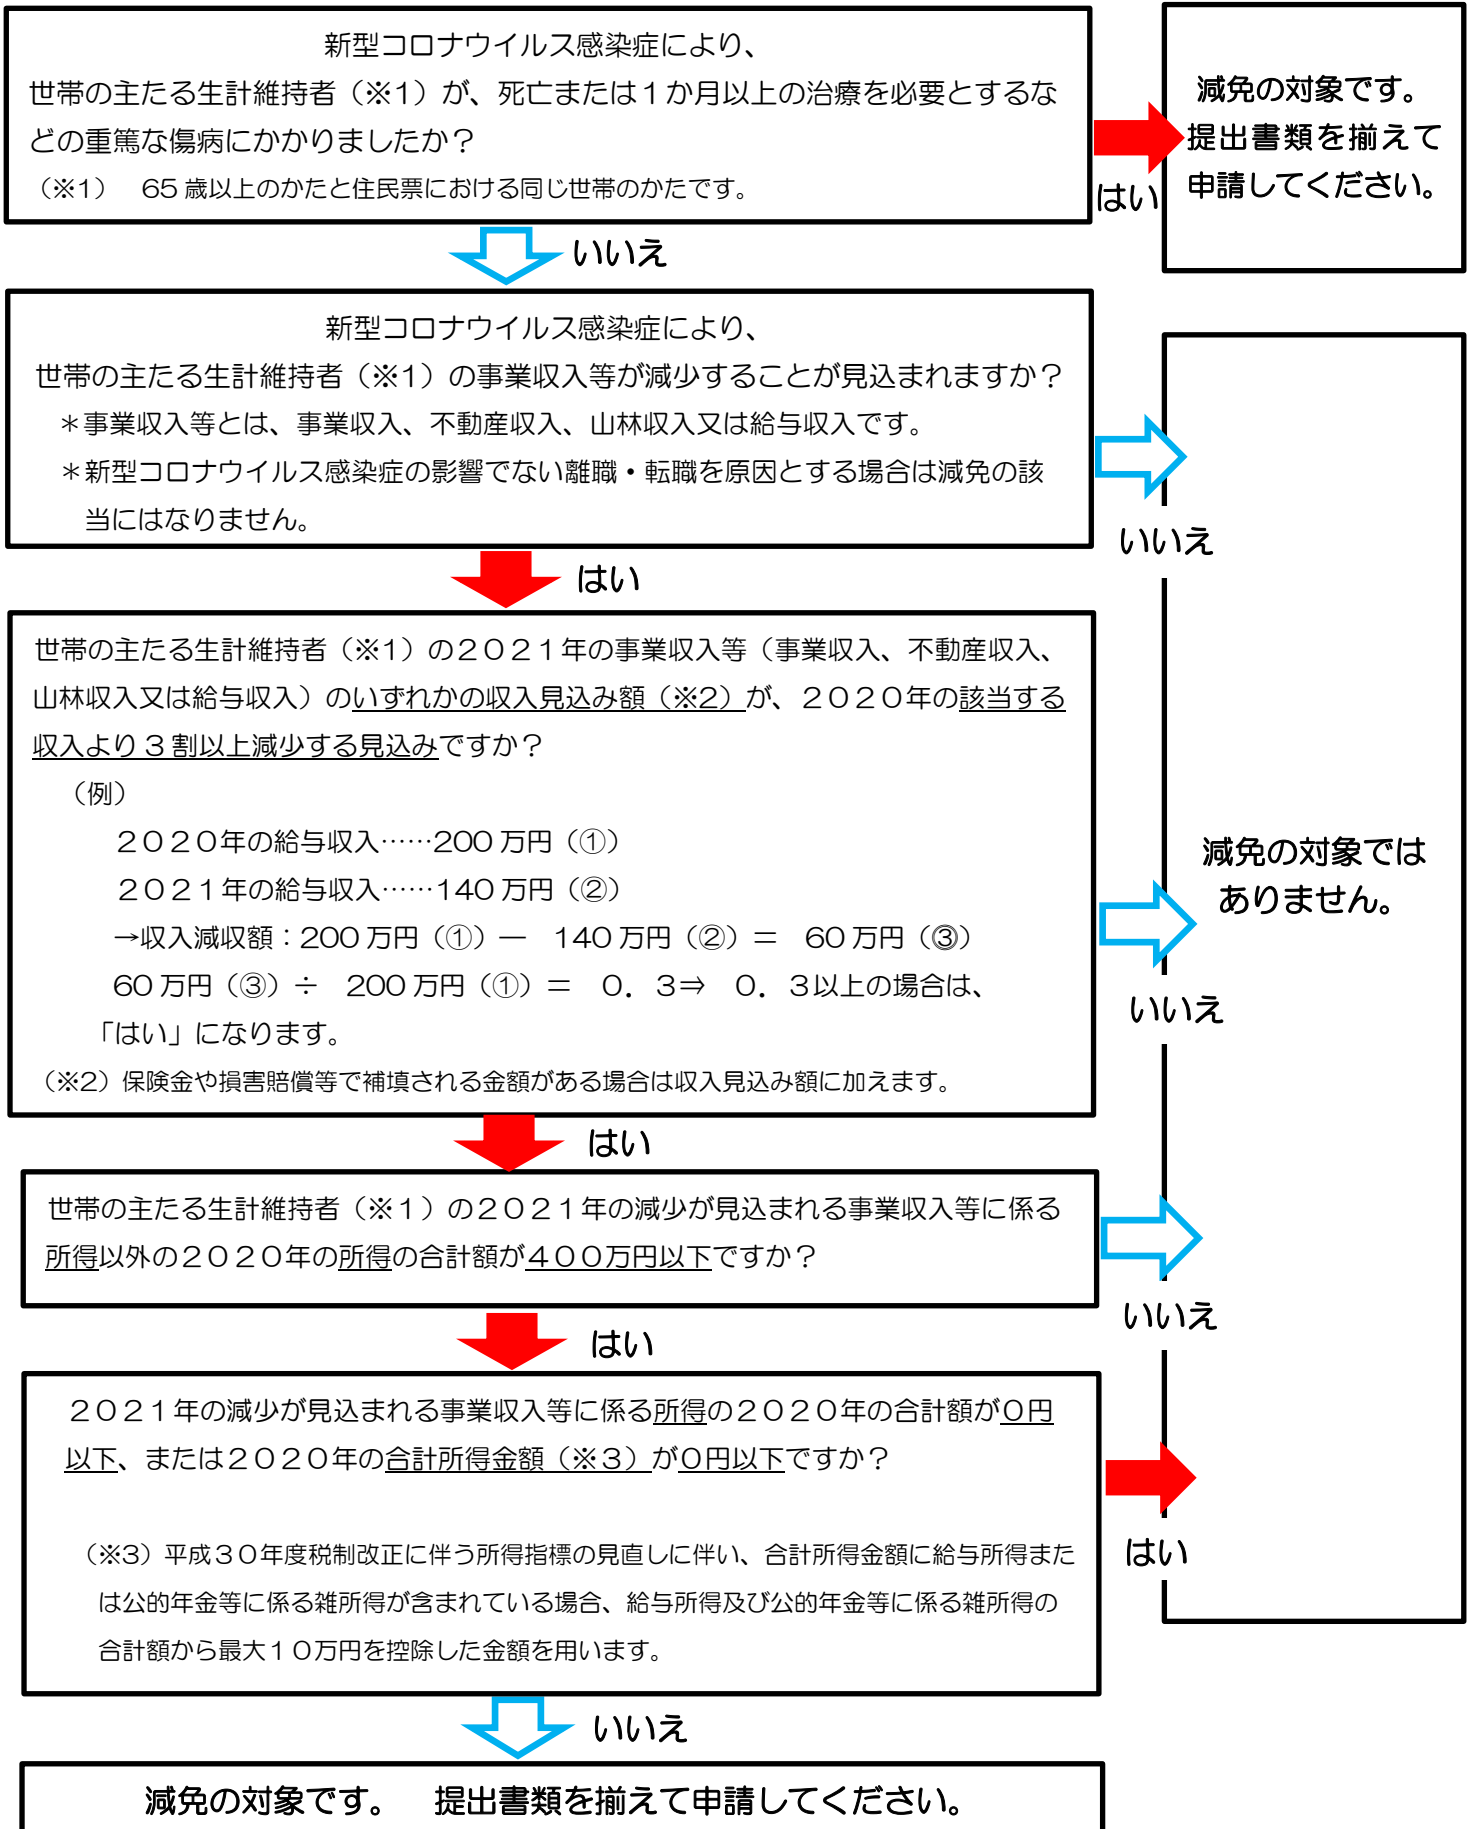 新型コロナウイルス感染症により、
世帯の主たる生計維持者（※1）が、死亡または１か月以上の治療を必要とするな
どの重篤な傷病にかかりましたか？
（※1）　65 歳以上のかたと住民票における同じ世帯のかたです。
はい
減免の対象です。
提出書類を揃えて
申請してください。
いいえ
新型コロナウイルス感染症により、
世帯の主たる生計維持者（※1）の事業収入等が減少することが見込まれますか？
＊事業収入等とは、事業収入、不動産収入、山林収入又は給与収入です。
＊新型コロナウイルス感染症の影響でない離職・転職を原因とする場合は減免の該
当にはなりません。
いいえ
はい
世帯の主たる生計維持者（※1）の２０２１年の事業収入等（事業収入、不動産収入、
山林収入又は給与収入）のいずれかの収入見込み額（※2）が、２０２０年の該当する
収入より 3 割以上減少する見込みですか？
（例）
２０２０年の給与収入……200 万円（①）
２０２１年の給与収入……140 万円（②）
→収入減収額：200 万円（①）―　140 万円（②）＝　60 万円（③）
60 万円（③）÷　200 万円（①）＝　０．３⇒　０．３以上の場合は、
「はい」になります。
（※2）保険金や損害賠償等で補填される金額がある場合は収入見込み額に加えます。
減免の対象では
ありません。
いいえ
はい
世帯の主たる生計維持者（※１）の２０２１年の減少が見込まれる事業収入等に係る
所得以外の２０２０年の所得の合計額が４００万円以下ですか？
いいえ
はい
２０２１年の減少が見込まれる事業収入等に係る所得の２０２０年の合計額が０円
以下、または２０２０年の合計所得金額（※３）が０円以下ですか？
（※3）平成３０年度税制改正に伴う所得指標の見直しに伴い、合計所得金額に給与所得また
は公的年金等に係る雑所得が含まれている場合、給与所得及び公的年金等に係る雑所得の
合計額から最大１０万円を控除した金額を用います。
はい
いいえ
減免の対象です。　提出書類を揃えて申請してください。